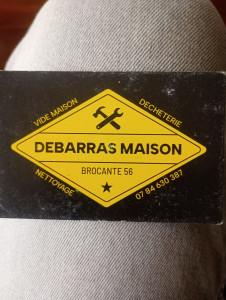 VIDE MAISON
DECHETERIE
DEBARRAS MAISON
BROCANTE 56
NETTOYAGE
07 84 630 387